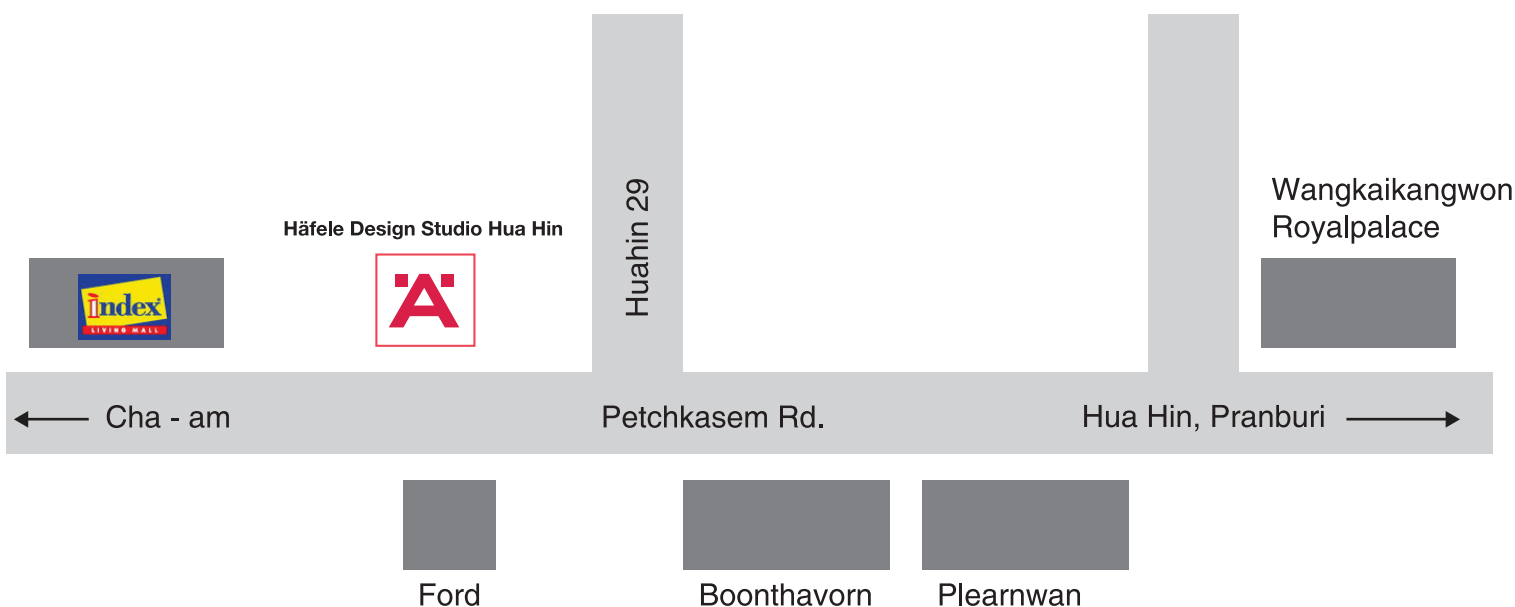 Huahin 29
Wangkaikangwon
Royalpalace
Häfele Design Studio Hua Hin
index
LIVING MALL
Ä
Cha - am
Petchkasem Rd.
Hua Hin, Pranburi
Ford
Boonthavorn
Plearnwan